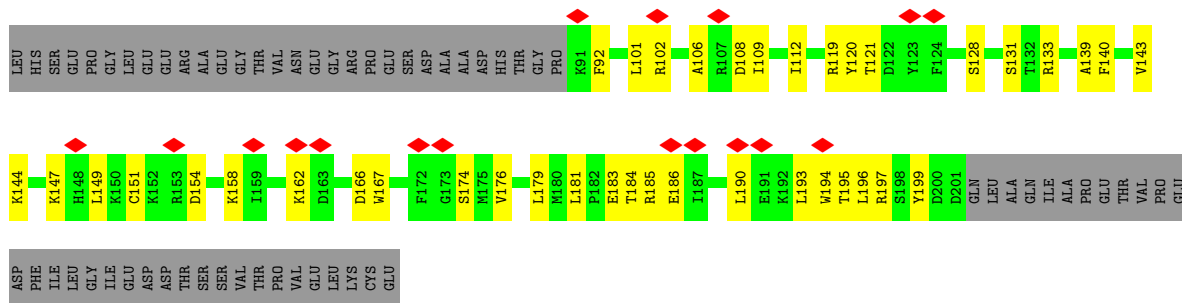 LEU HIS SER GLU PRO GLY LEU GLU GLU ARG ALA GLU GLY THR VAL ASN GLU GLY ARG PRO GLU SER ASP ALA ALA ASP HIS THR GLY PRO K91 F92 L101 R102 A106 R107 D108 I109 I112 R119 Y120 T121 D122 Y123 F124 S128 S131 T132 R133 A139 F140 V143
K144 K147 H148 L149 K150 C151 K152 R153 D154 K158 I159 K162 D163 D166 W167 F172 G173 S174 M175 V176 L179 M180 L181 P182 E183 T184 R185 E186 I187 L190 E191 K192 L193 W194 T195 L196 R197 S198 Y199 D200 D201 GLN LEU ALA GLN ILE ALA PRO GLU THR VAL PRO GLU
ASP PHE ILE LEU GLY ILE GLU ASP ASP THR SER SER VAL THR PRO VAL GLU LEU LYS CYS GLU